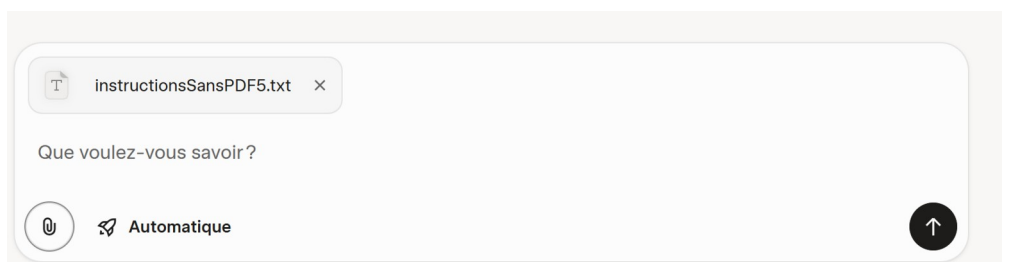 T
instructionsSansPDF5.txt
Que voulez-vous savoir ?
Automatique